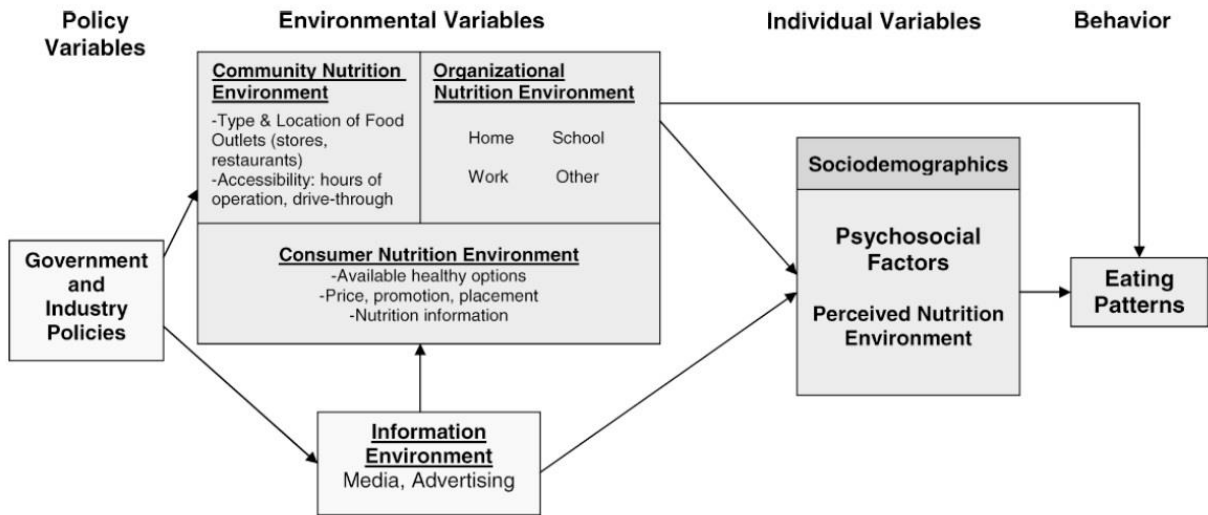 Policy
Variables
Environmental Variables
Individual Variables
Behavior
Community Nutrition
Environment
-Type & Location of Food
Outlets (stores,
restaurants)
-Accessibility: hours of
operation, drive-through
Organizational
Nutrition Environment
Home School
Work Other
Consumer Nutrition Environment
-Available healthy options
-Price, promotion, placement
-Nutrition information
Government
and
Industry
Policies
Information
Environment
Media, Advertising
Sociodemographics
Psychosocial
Factors
Perceived Nutrition
Environment
Eating
Patterns